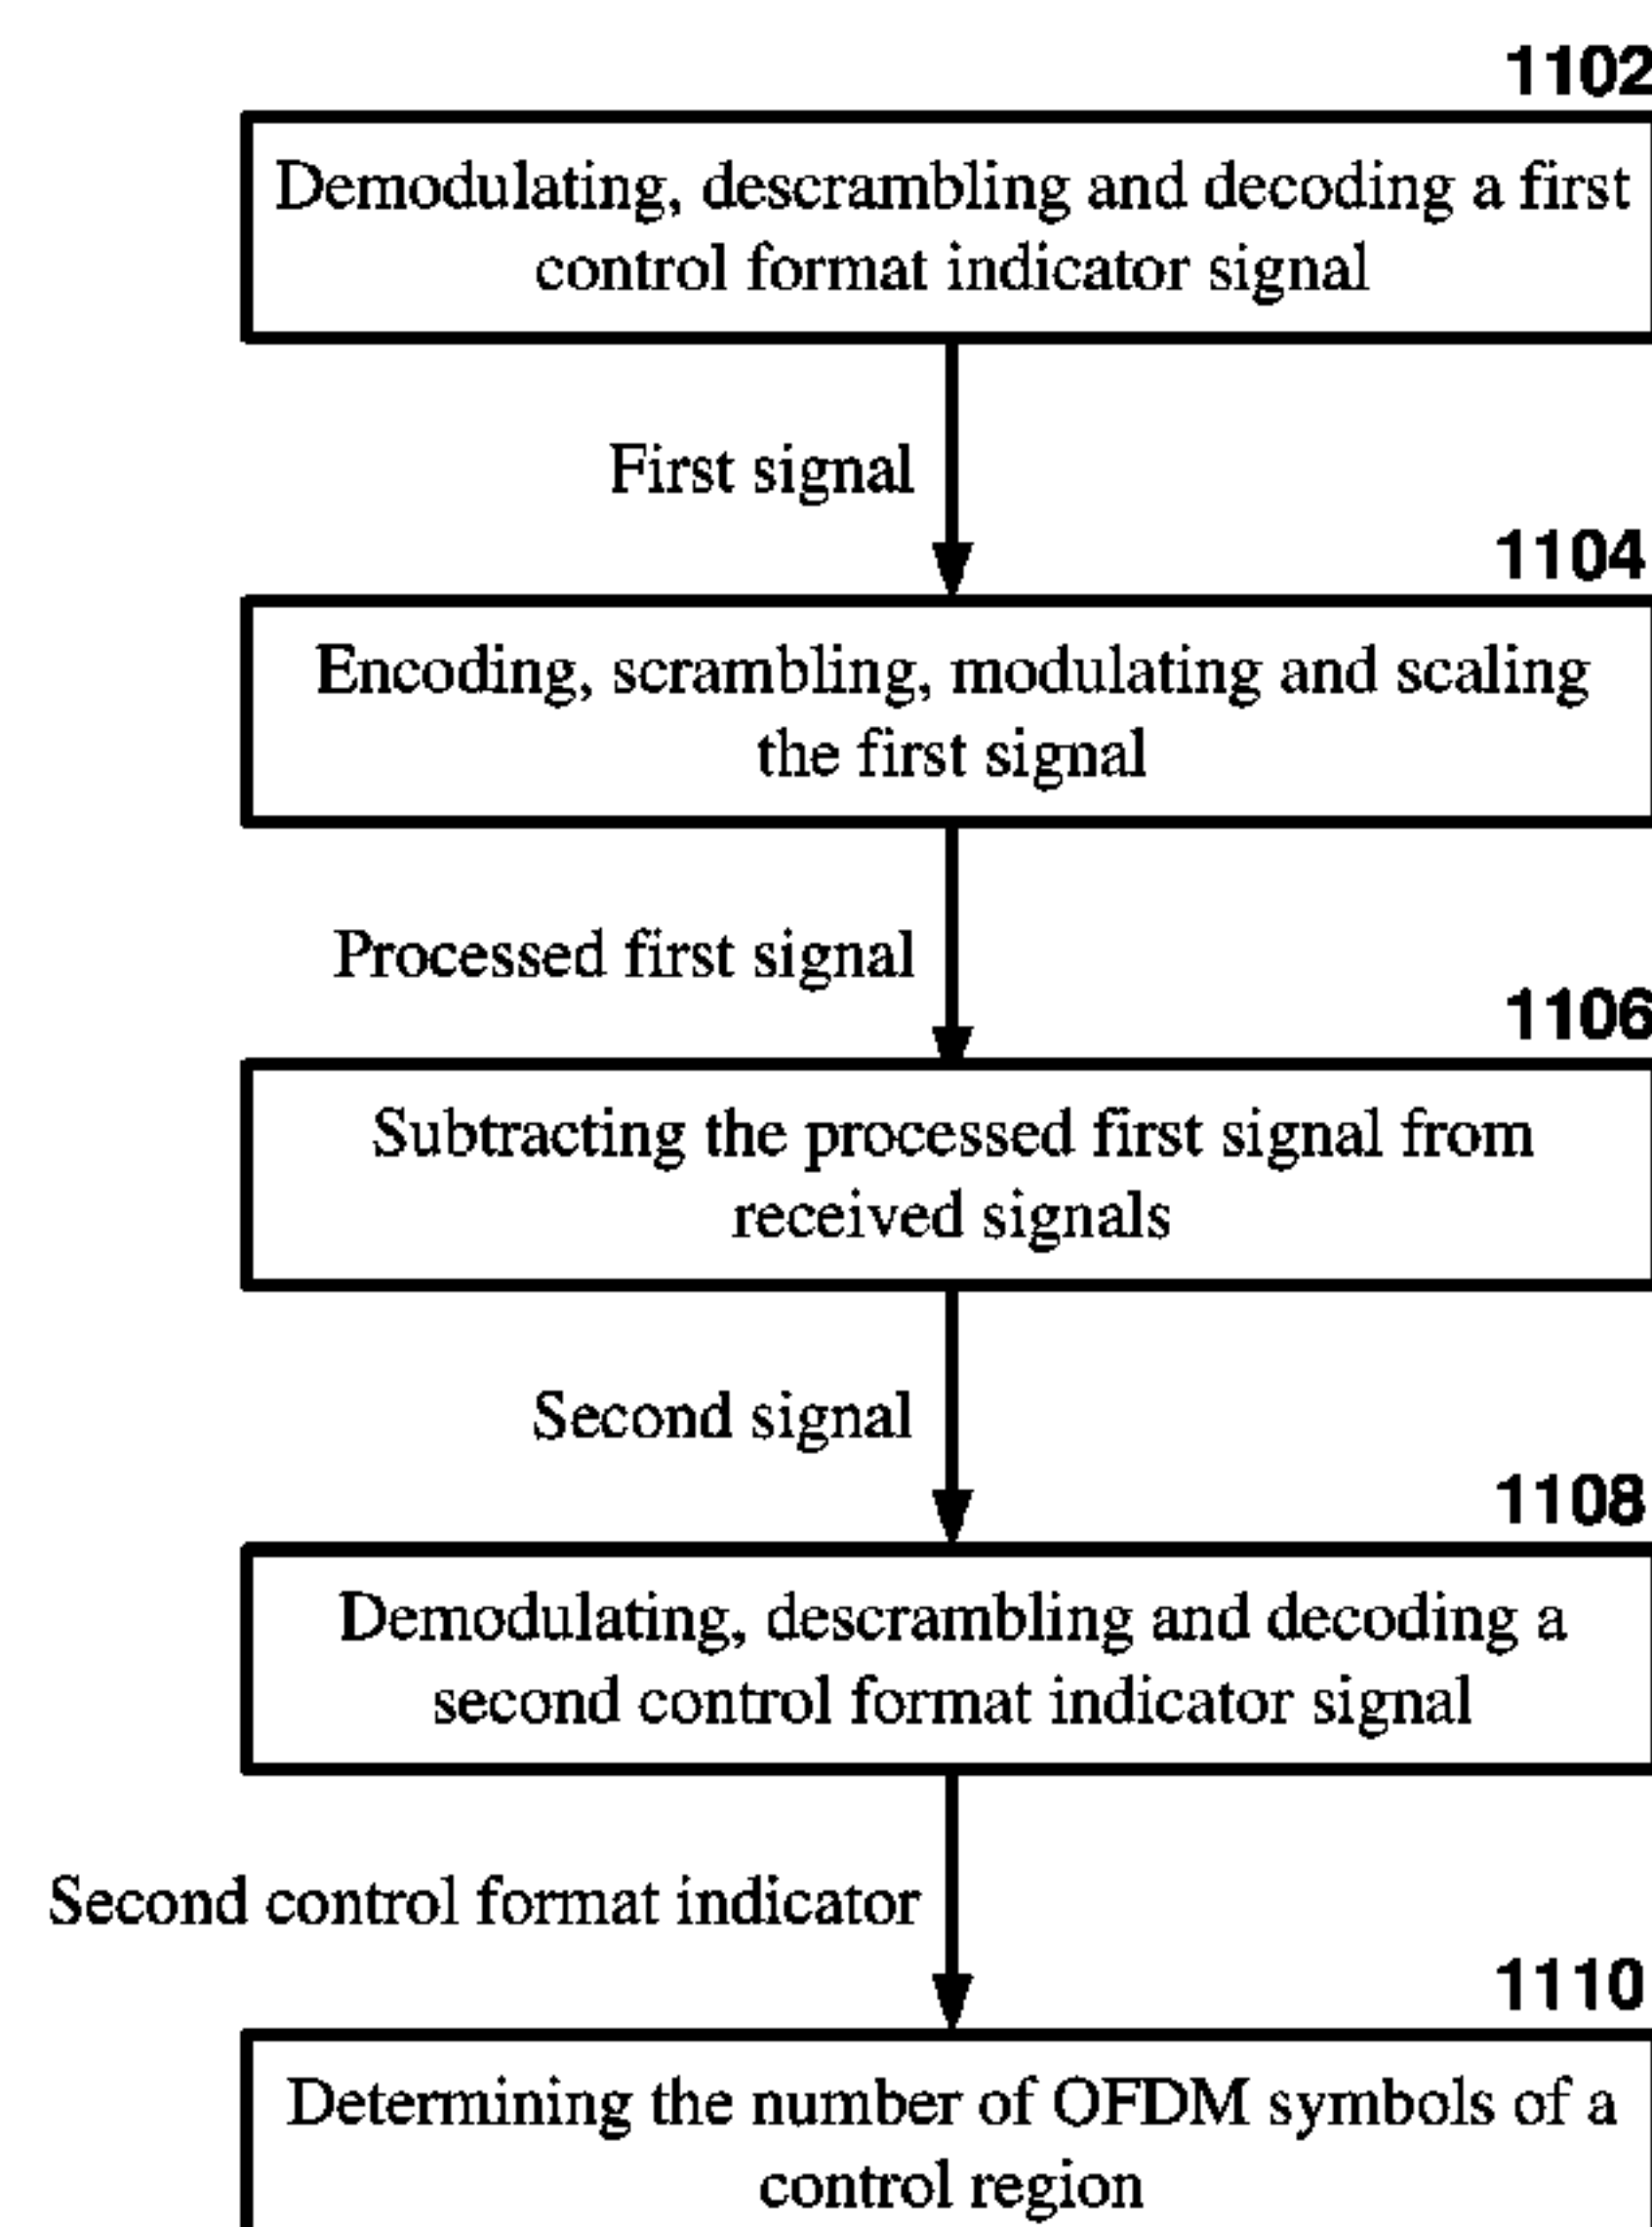 1102
Demodulating, descrambling and decoding a first
control format indicator signal
First signal
1104
Encoding, scrambling, modulating and scaling
the first signal
Processed first signal
1106
Subtracting the processed first signal from
received signals
Second signal
1108
Demodulating, descrambling and decoding a
second control format indicator signal
Second control format indicator
1110
Determining the number of OFDM symbols of a
control region